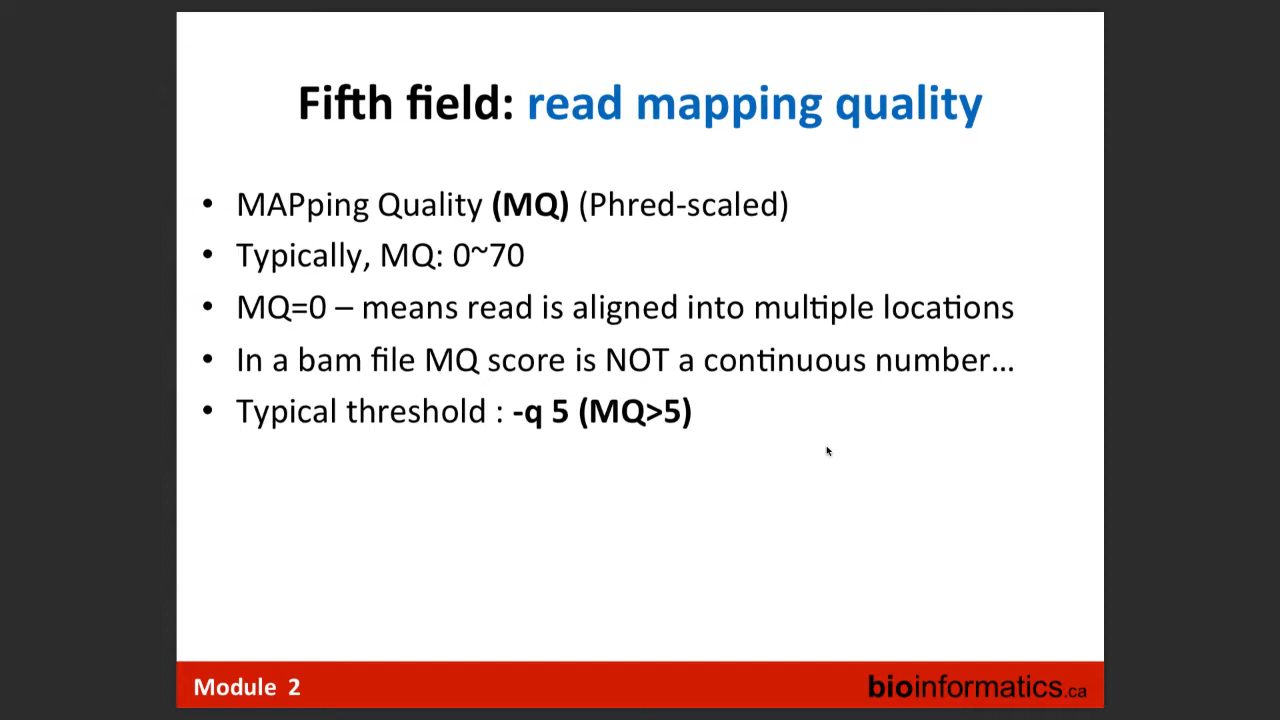 Fifth field: read mapping quality
• MAPping Quality (MQ) (Phred-scaled)
• Typically, MQ: 0~70
• MQ=0 – means read is aligned into multiple locations
• In a bam file MQ score is NOT a continuous number…
• Typical threshold : -q 5 (MQ>5)
Module 2
bioinformatics.ca